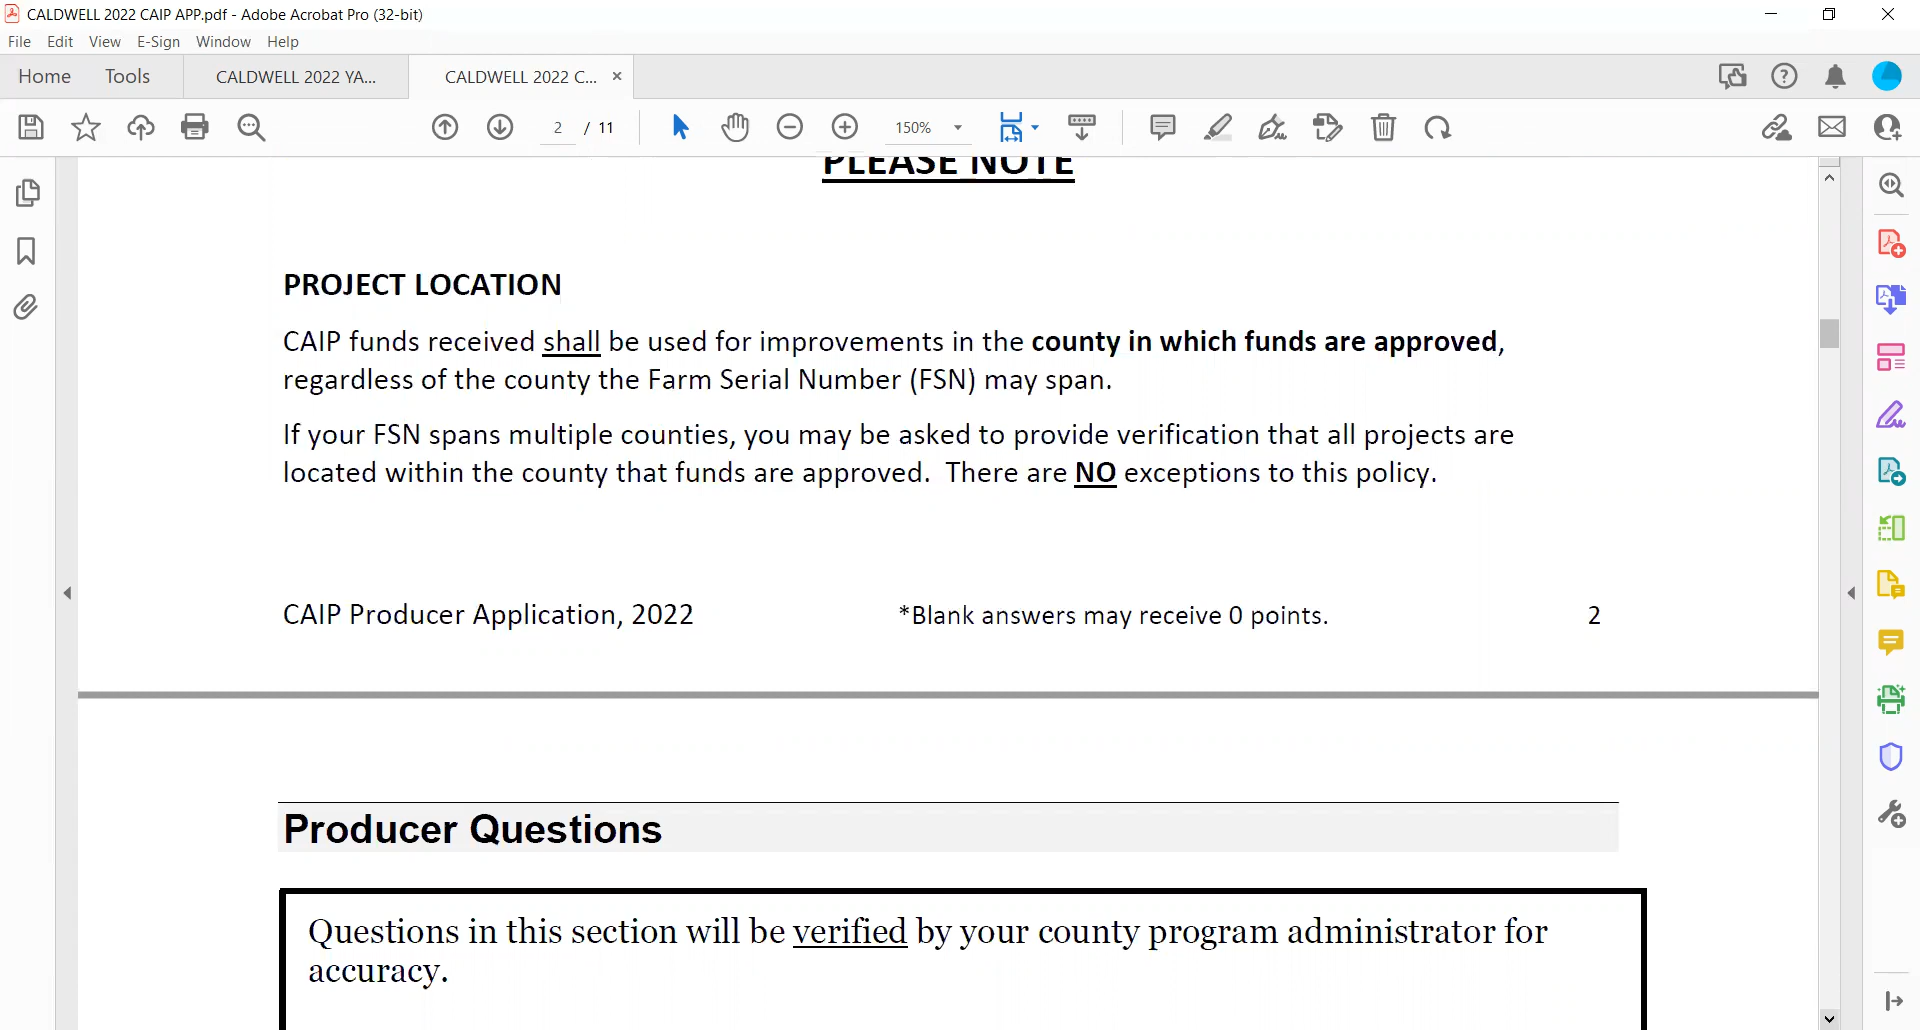 CALDWELL 2022 CAIP APP.pdf - Adobe Acrobat Pro (32-bit)
File Edit View E-Sign Window Help
Home Tools CALDWELL 2022 YA... CALDWELL 2022 C... ×
2 / 11 150%
PLEASE NOTE
PROJECT LOCATION
CAIP funds received shall be used for improvements in the county in which funds are approved,
regardless of the county the Farm Serial Number (FSN) may span.
If your FSN spans multiple counties, you may be asked to provide verification that all projects are
located within the county that funds are approved.  There are NO exceptions to this policy.
CAIP Producer Application, 2022 *Blank answers may receive 0 points. 2
Producer Questions
Questions in this section will be verified by your county program administrator for
accuracy.